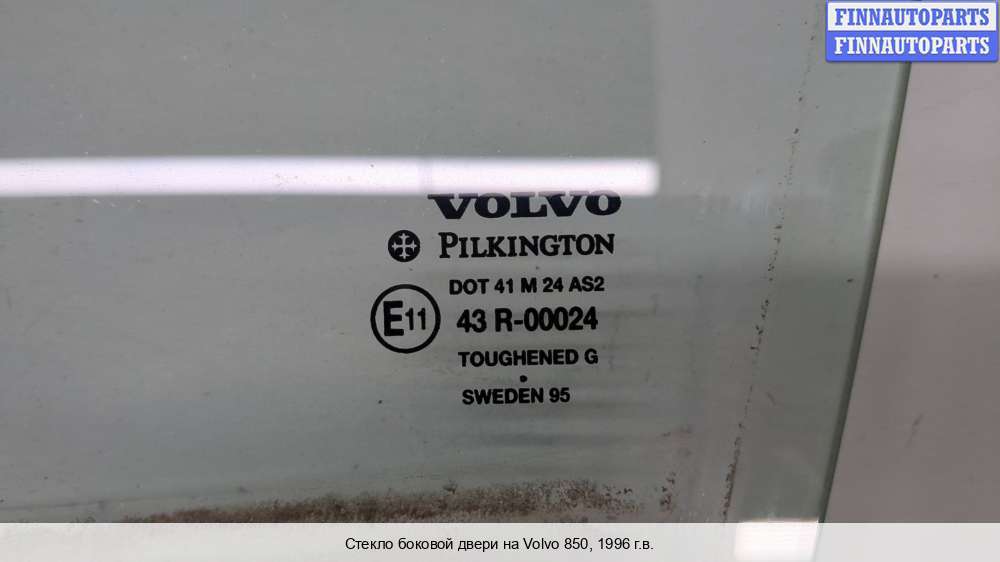 FINNAUTOPARTS
FINNAUTOPARTS
VOLVO
PILKINGTON
DOT 41 M 24 AS2
E11 43 R-00024
TOUGHENED G
.
SWEDEN 95
Стекло боковой двери на Volvo 850, 1996 г.в.